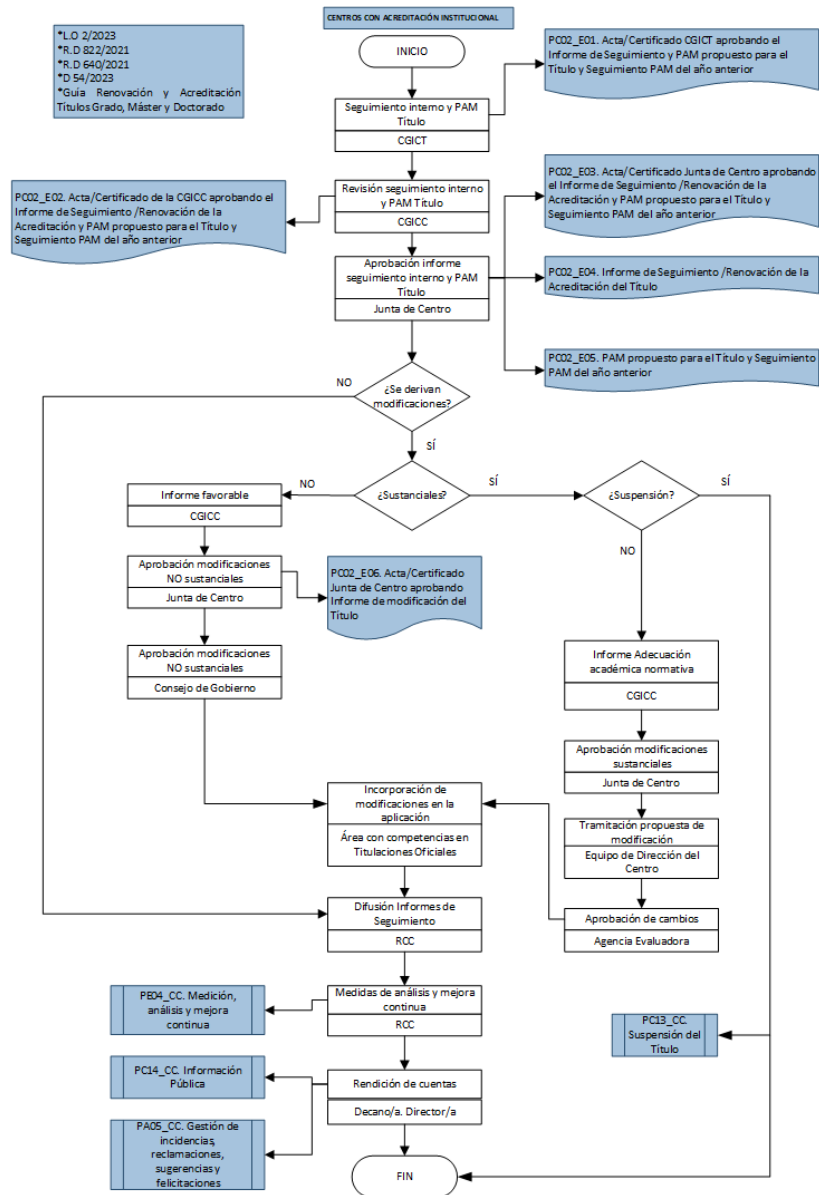 CENTROS CON ACREDITACIÓN INSTITUCIONAL
*L.O 2/2023
*R.D 822/2021
*R.D 640/2021
*D 54/2023
*Guía Renovación y Acreditación
Títulos Grado, Máster y Doctorado
INICIO
PC02_E01. Acta/Certificado CGICT aprobando el
Informe de Seguimiento y PAM propuesto para el
Título y Seguimiento PAM del año anterior
Seguimiento interno y PAM
Título
CGICT
PC02_E02. Acta/Certificado de la CGICC aprobando el
Informe de Seguimiento /Renovación de la
Acreditación y PAM propuesto para el Título y
Seguimiento PAM del año anterior
Revisión seguimiento interno
y PAM Título
CGICC
PC02_E03. Acta/Certificado Junta de Centro aprobando
el Informe de Seguimiento /Renovación de la
Acreditación y PAM propuesto para el Título y
Seguimiento PAM del año anterior
Aprobación informe
seguimiento interno y PAM
Título
Junta de Centro
PC02_E04. Informe de Seguimiento /Renovación de la
Acreditación del Título
PC02_E05. PAM propuesto para el Título y Seguimiento
PAM del año anterior
NO
¿Se derivan
modificaciones?
SÍ
NO
¿Sustanciales?
SÍ
¿Suspensión?
SÍ
NO
Informe favorable
CGICC
Aprobación modificaciones
NO sustanciales
Junta de Centro
PC02_E06. Acta/Certificado
Junta de Centro aprobando
Informe de modificación del
Título
Aprobación modificaciones
NO sustanciales
Consejo de Gobierno
Informe Adecuación
académica normativa
CGICC
Aprobación modificaciones
sustanciales
Junta de Centro
Incorporación de
modificaciones en la
aplicación
Área con competencias en
Titulaciones Oficiales
Tramitación propuesta de
modificación
Equipo de Dirección del
Centro
Aprobación de cambios
Agencia Evaluadora
Difusión Informes de
Seguimiento
RCC
PE04_CC. Medición,
análisis y mejora
continua
Medidas de análisis y mejora
continua
RCC
PC13_CC.
Suspensión del
Título
PC14_CC. Información
Pública
Rendición de cuentas
Decano/a. Director/a
PA05_CC. Gestión de
incidencias,
reclamaciones,
sugerencias y
felicitaciones
FIN